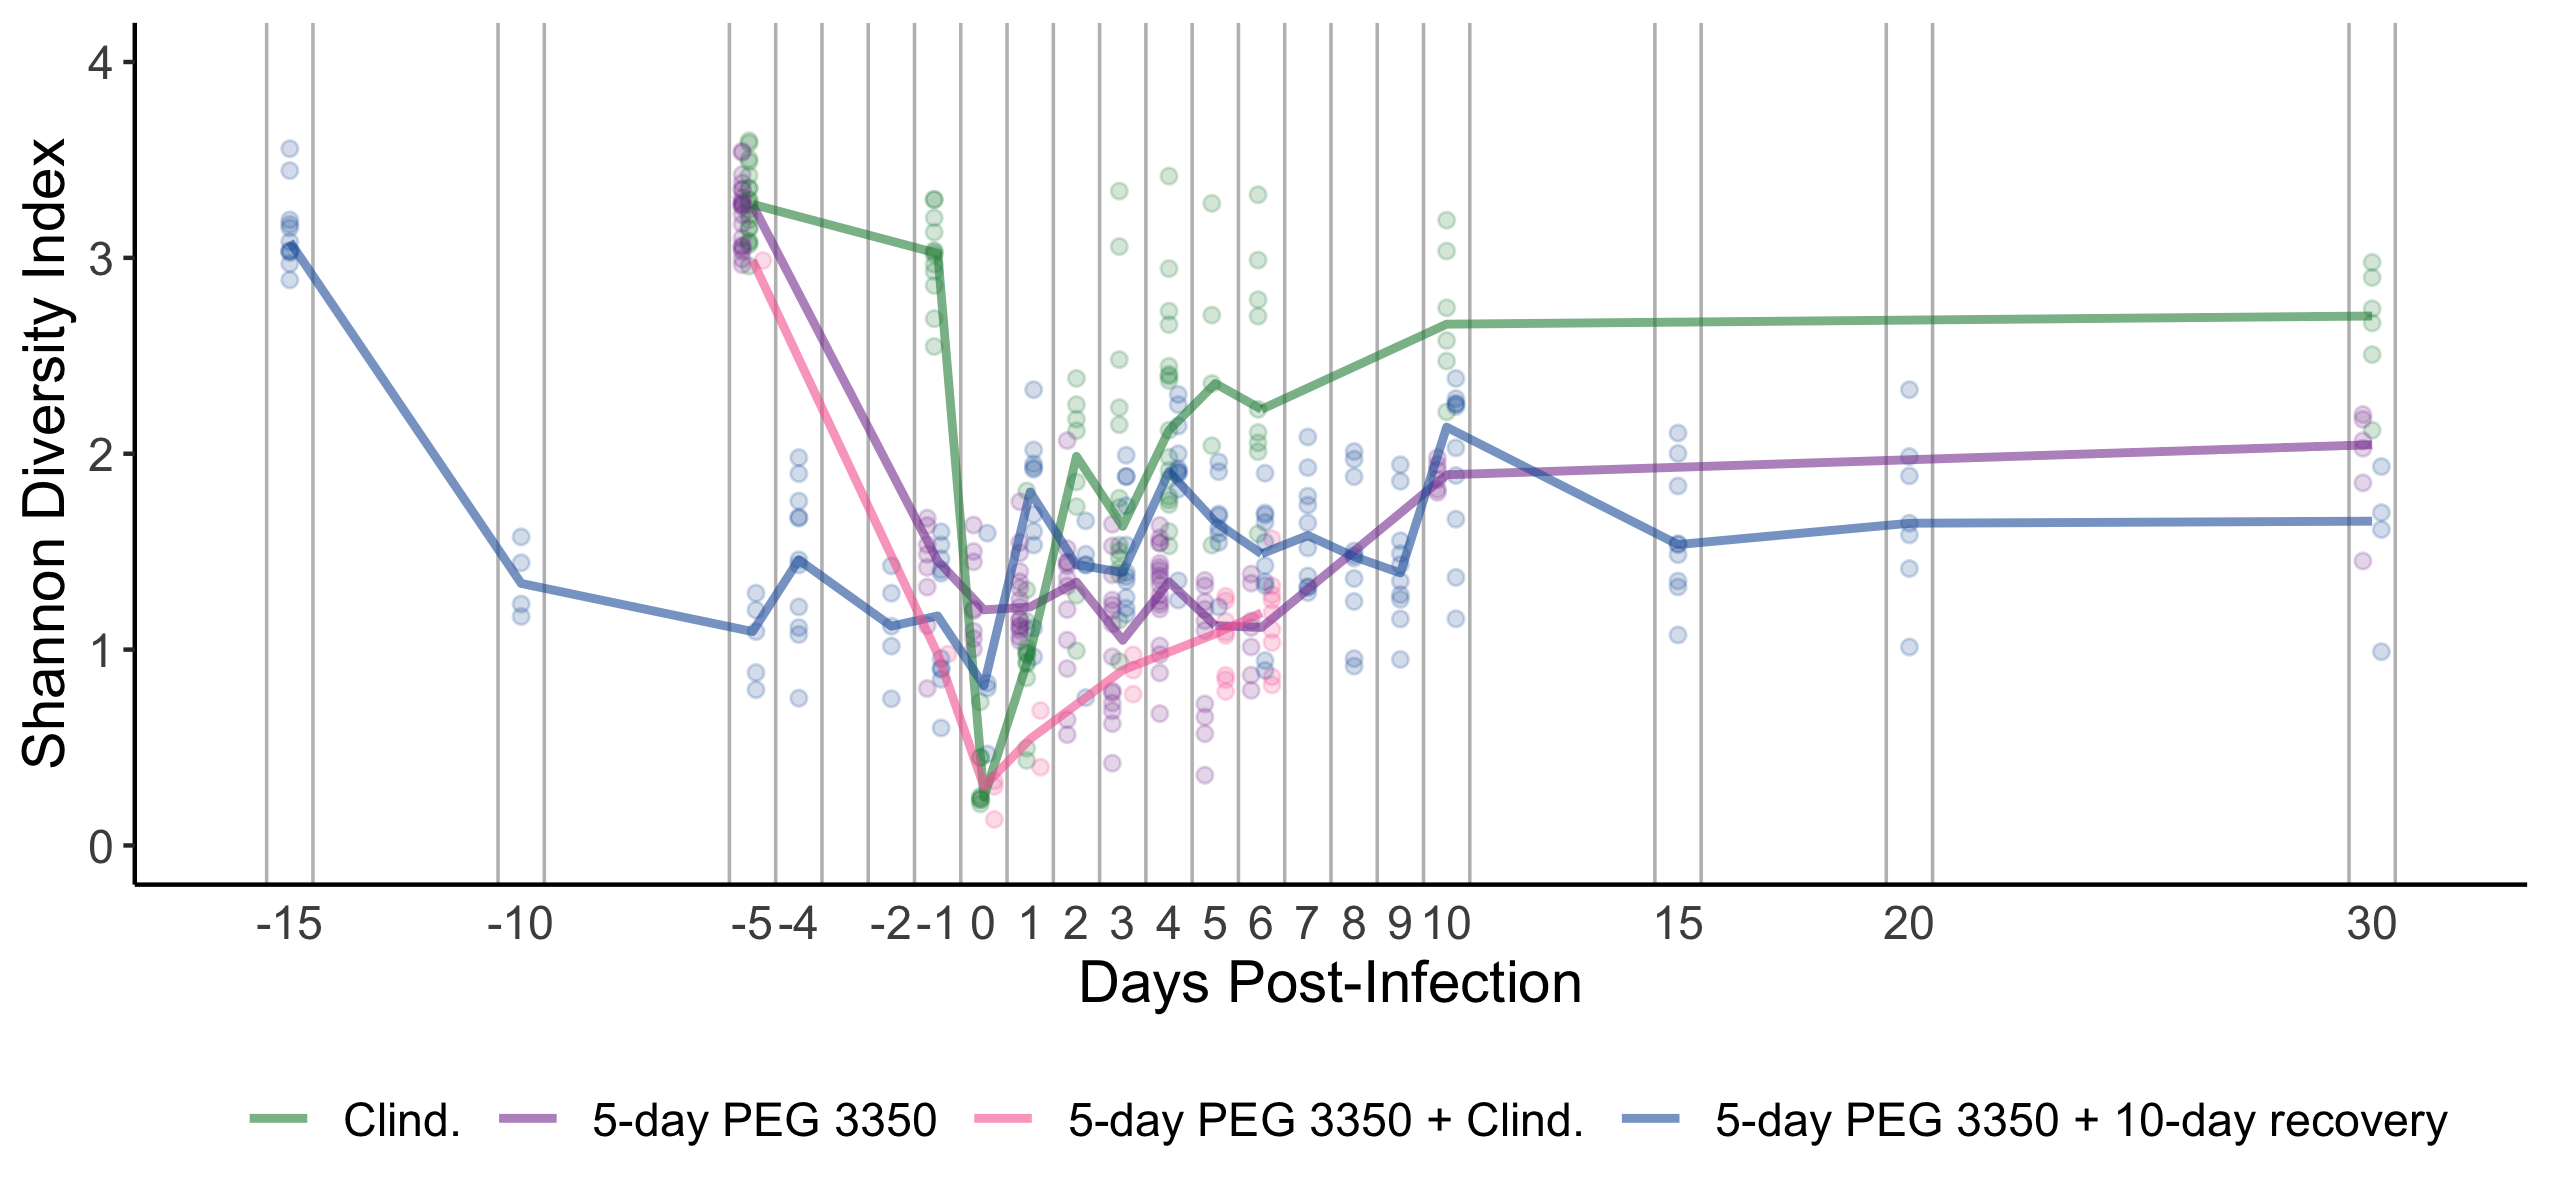 Shannon Diversity Index
4
3
2
1
0
-15 -10 -5 -4 -2 -1 0 1 2 3 4 5 6 7 8 9 10 15 20 30
Days Post-Infection
Clind. 5-day PEG 3350 5-day PEG 3350 + Clind. 5-day PEG 3350 + 10-day recovery